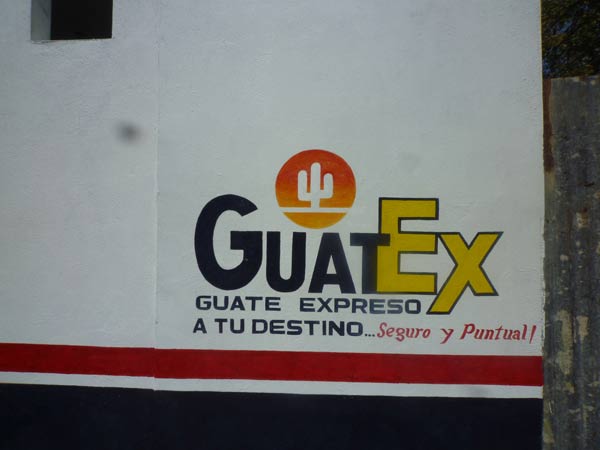 GUATEX
GUATE EXPRESO
A TU DESTINO... Seguro y Puntual!